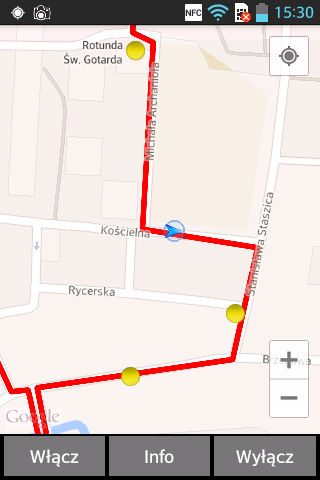 NFC 15:30
Rotunda
Św. Gotarda
Michała Archanioła
Kościelna
Stanisława Staszica
Rycerska
Google
Włącz Info Wyłącz